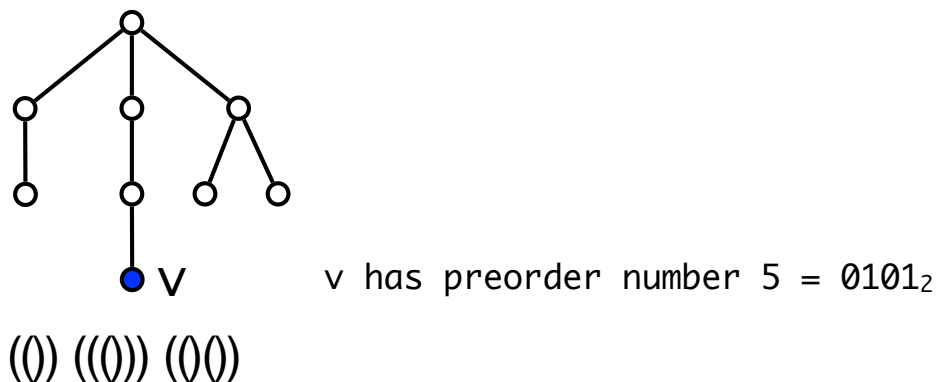 v v has preorder number 5 = 0101₂
(()) ((())) (()())